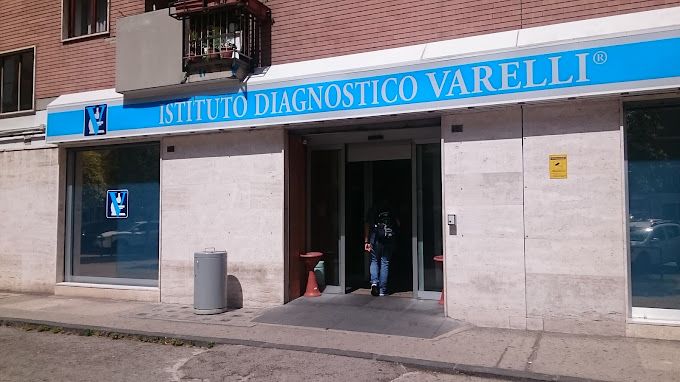 ISTITUTO DIAGNOSTICO VARELLI®